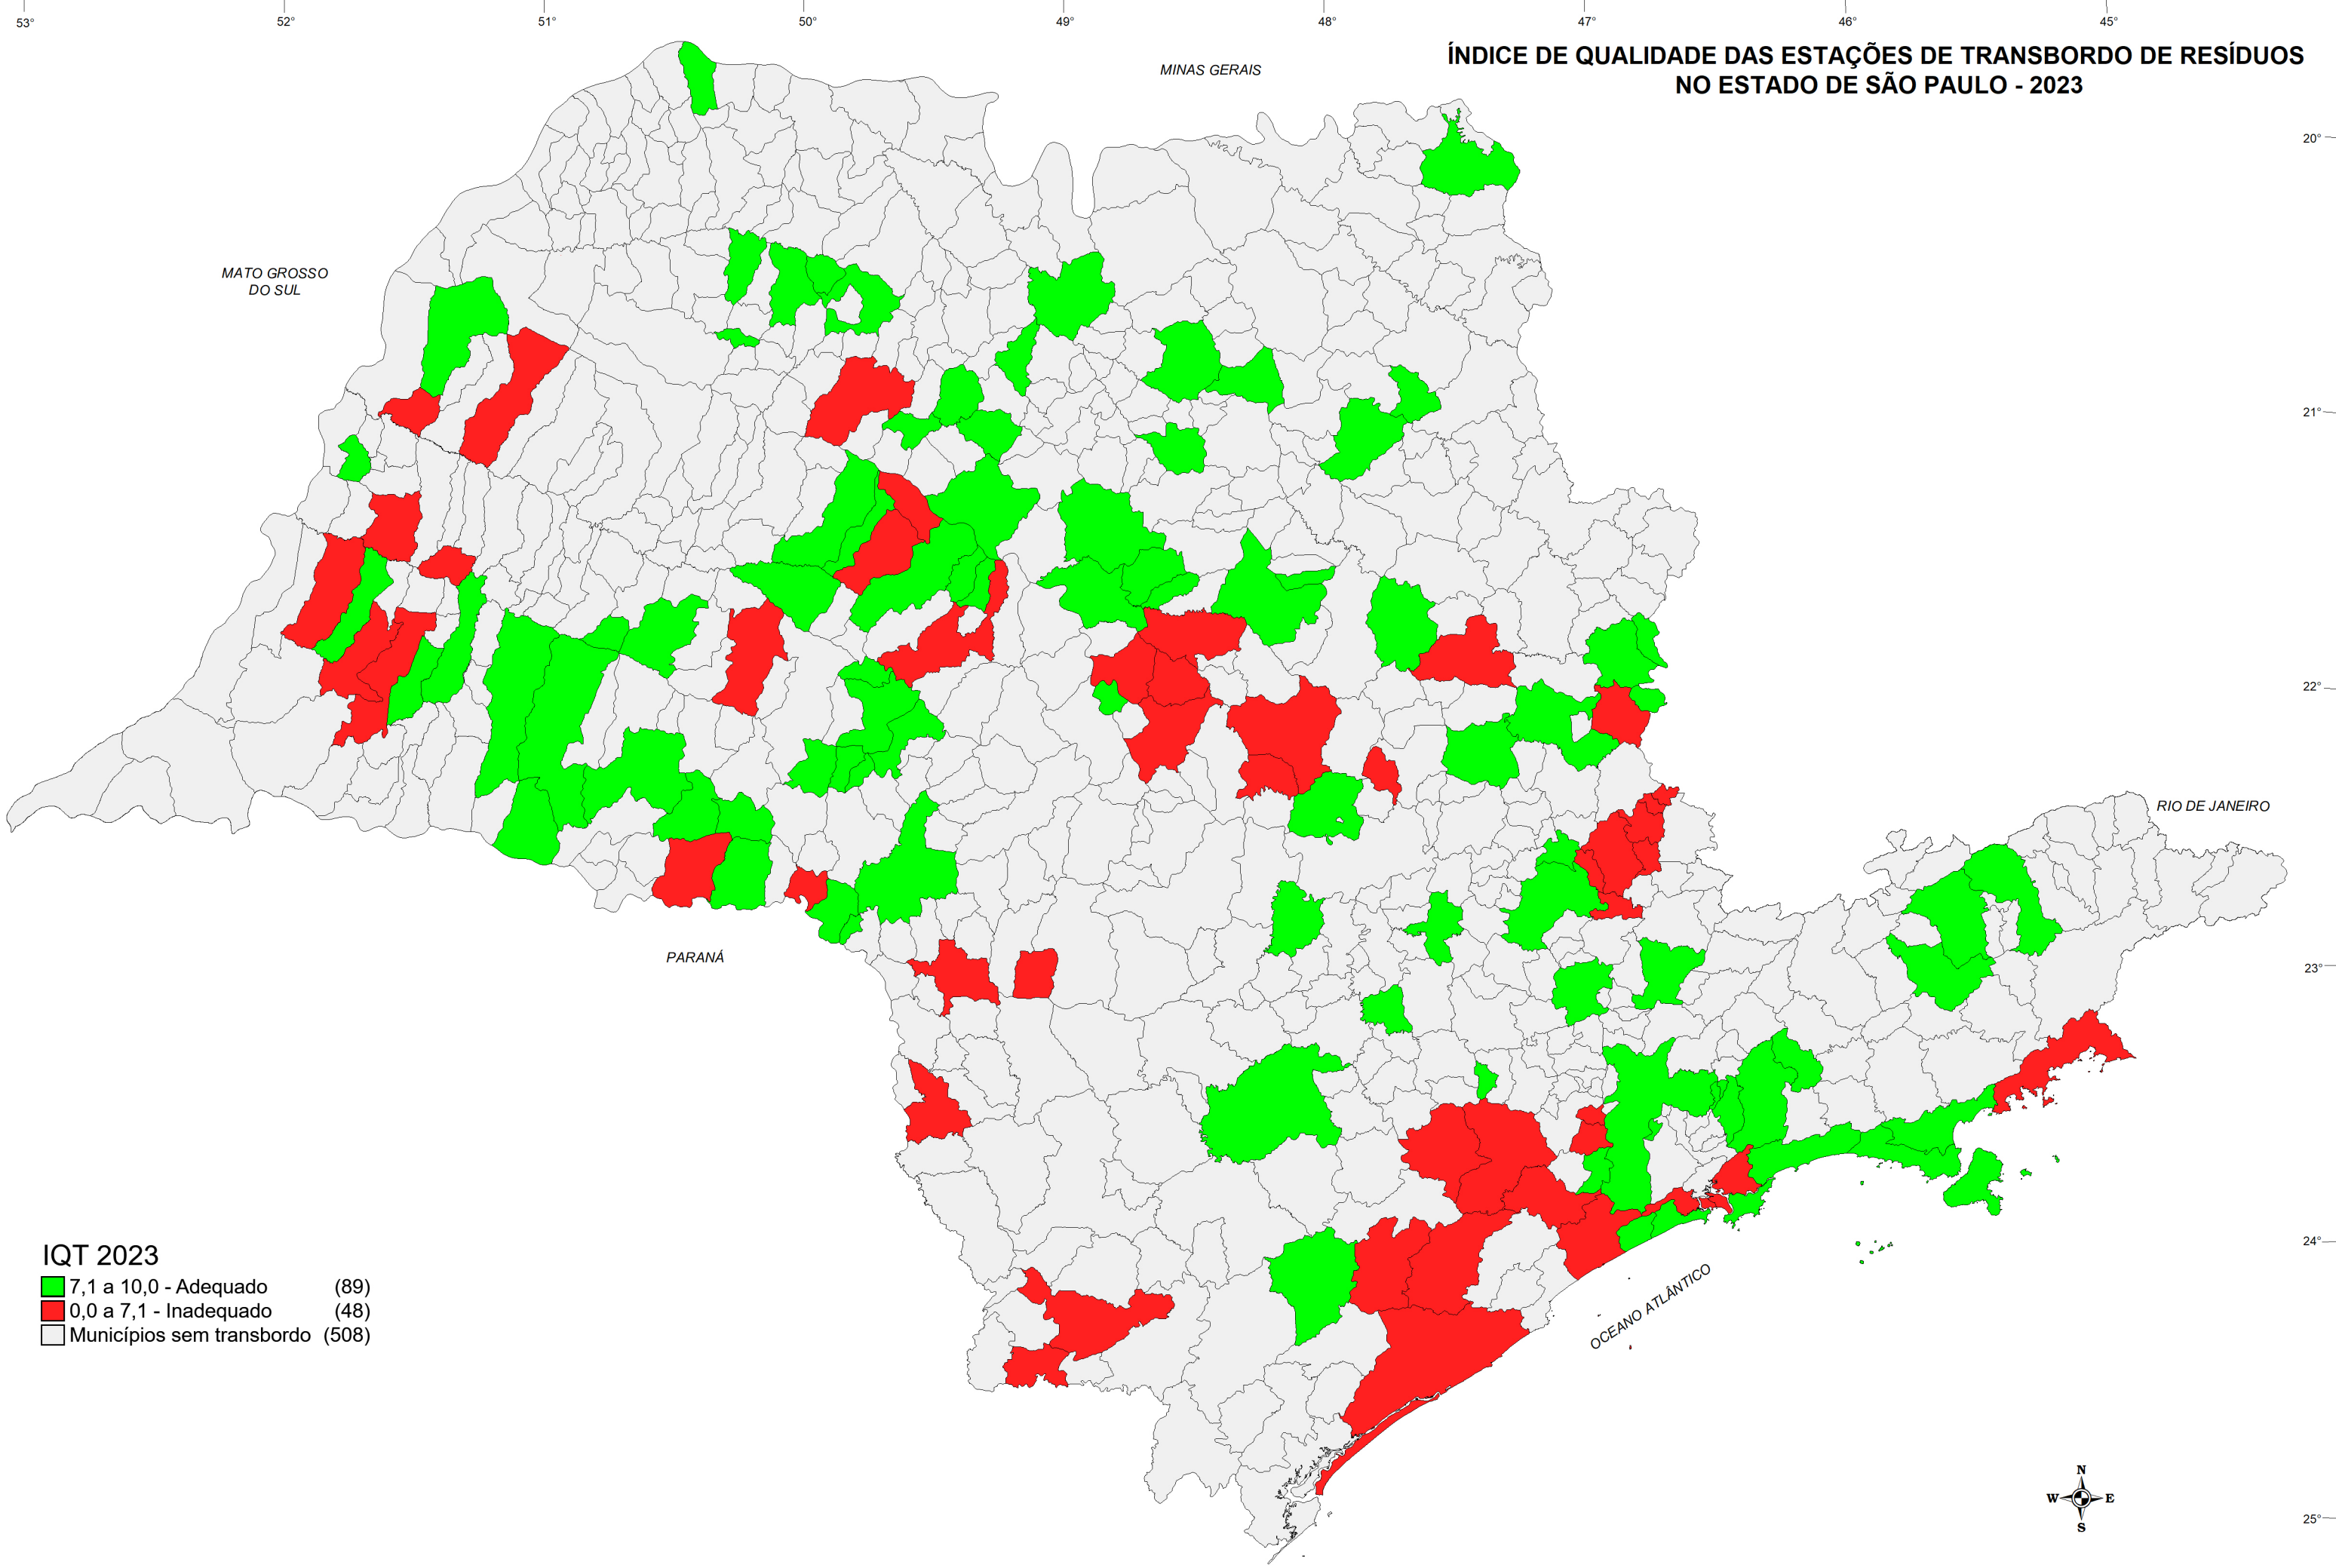 53°
52°
51°
50°
49°
48°
47°
46°
45°
ÍNDICE DE QUALIDADE DAS ESTAÇÕES DE TRANSBORDO DE RESÍDUOS
NO ESTADO DE SÃO PAULO - 2023
MINAS GERAIS
20°
MATO GROSSO
DO SUL
21°
22°
RIO DE JANEIRO
PARANÁ
23°
24°
OCEANO ATLÂNTICO
IQT 2023
7,1 a 10,0 - Adequado (89)
0,0 a 7,1 - Inadequado (48)
Municípios sem transbordo (508)
N
W E
S
25°